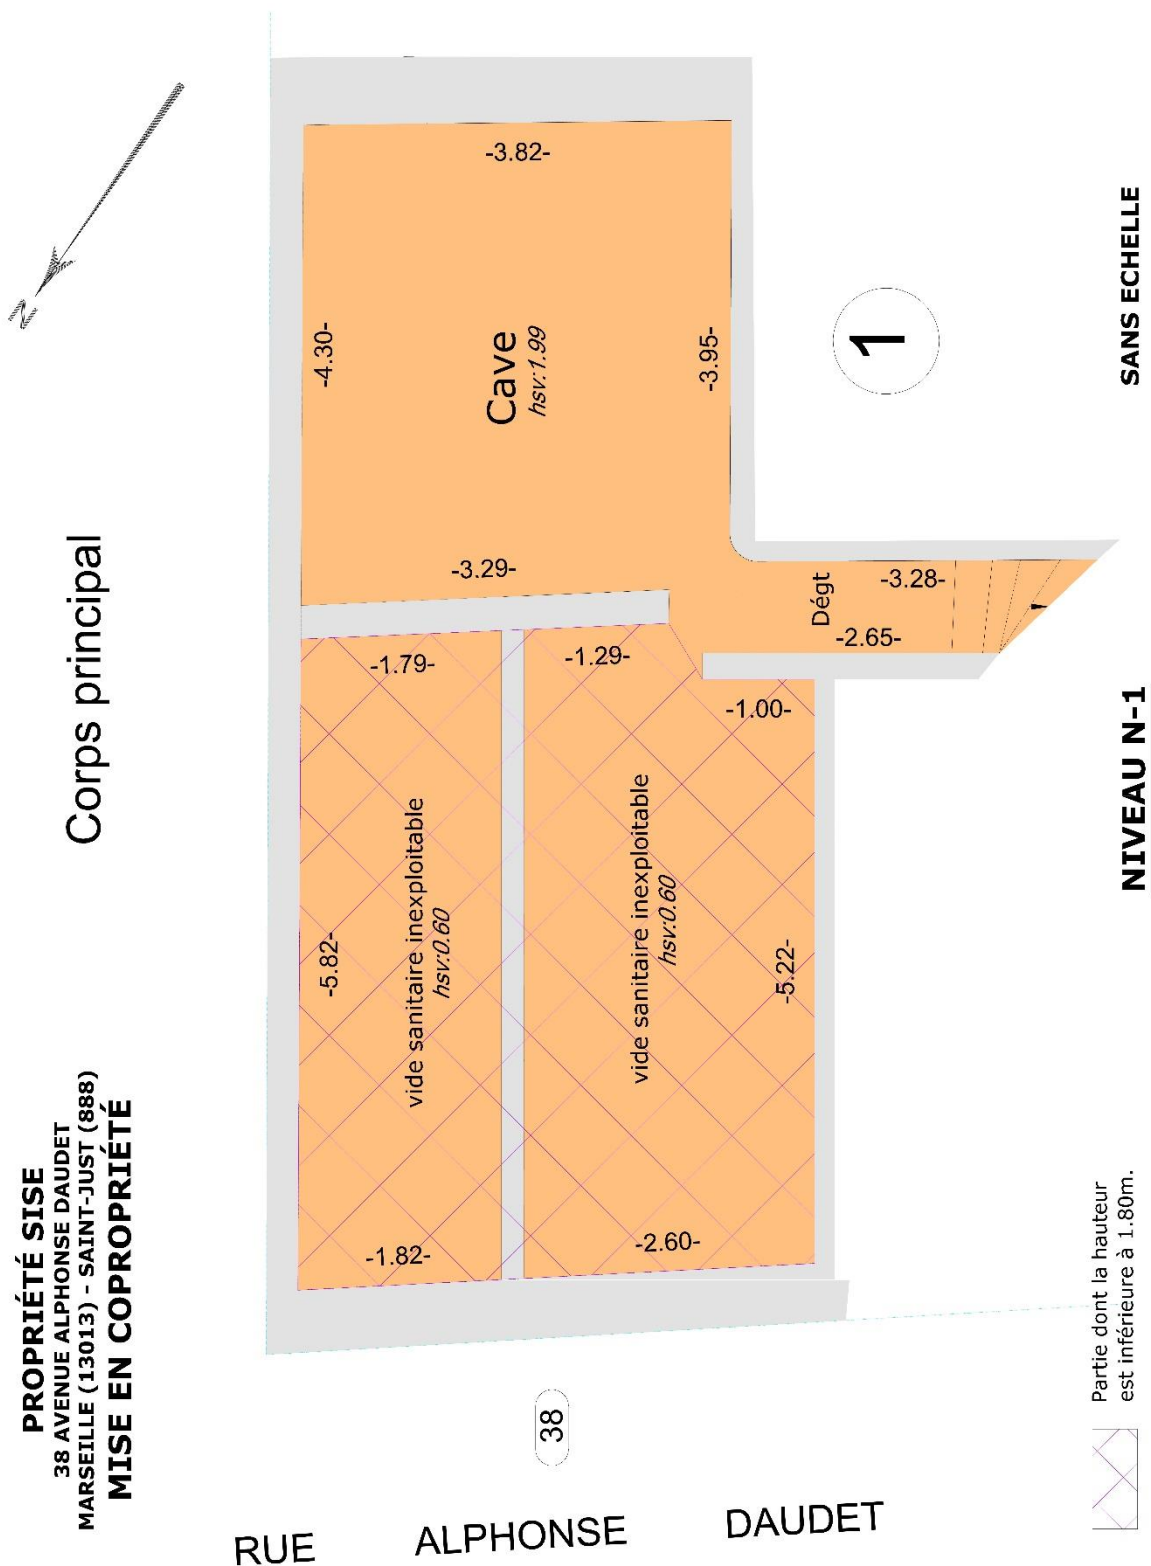 PROPRIÉTÉ SISE
38 AVENUE ALPHONSE DAUDET
MARSEILLE (13013) - SAINT-JUST (888)
MISE EN COPROPRIÉTÉ
Corps principal
N
-3.82-
-4.30-
Cave
hsv:1.99
-3.95-
-3.29-
1
Dégt
-3.28-
-2.65-
-1.79-
-1.29-
-1.00-
-5.82-
vide sanitaire inexploitable
hsv:0.60
vide sanitaire inexploitable
hsv:0.60
-5.22-
-1.82-
-2.60-
38
RUE ALPHONSE DAUDET
Partie dont la hauteur
est inférieure à 1.80m.
NIVEAU N-1
SANS ECHELLE